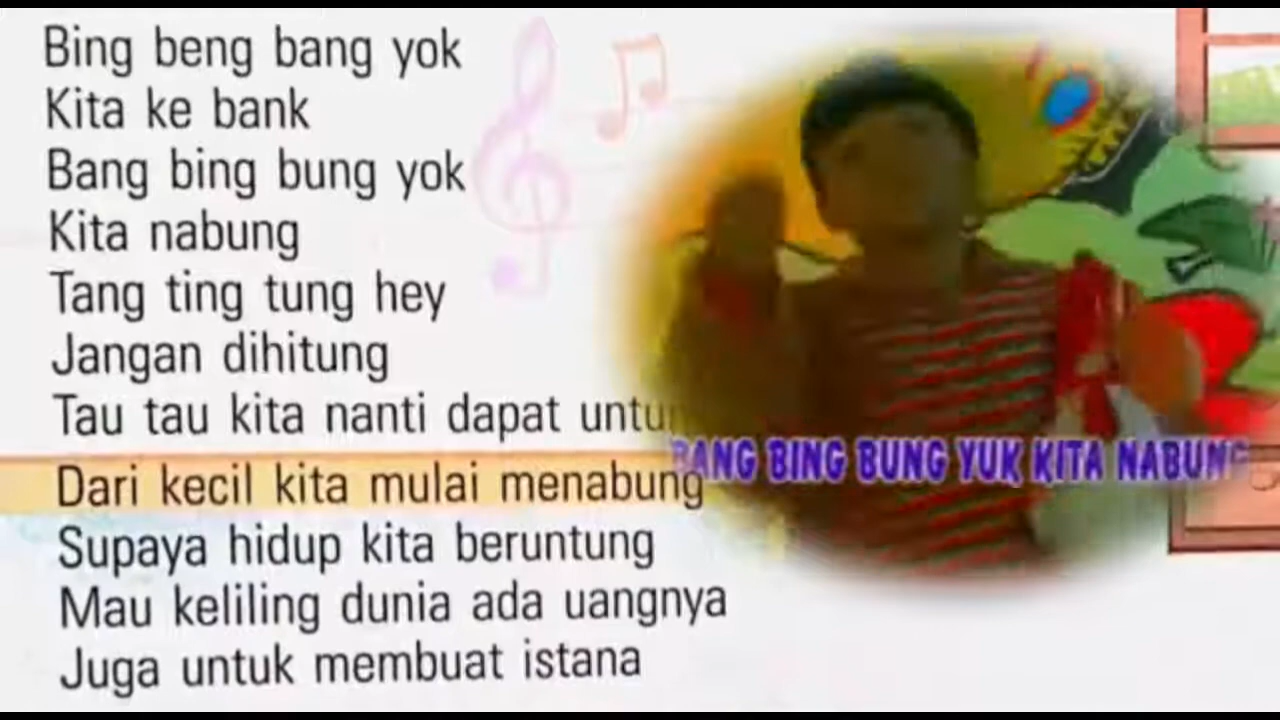 Bing beng bang yok
Kita ke bank
Bang bing bung yok
Kita nabung
Tang ting tung hey
Jangan dihitung
Tau tau kita nanti dapat untu
Dari kecil kita mulai menabung
Supaya hidup kita beruntung
Mau keliling dunia ada uangnya
Juga untuk membuat istana
BANG BING BUNG YUK KITA NABUNG